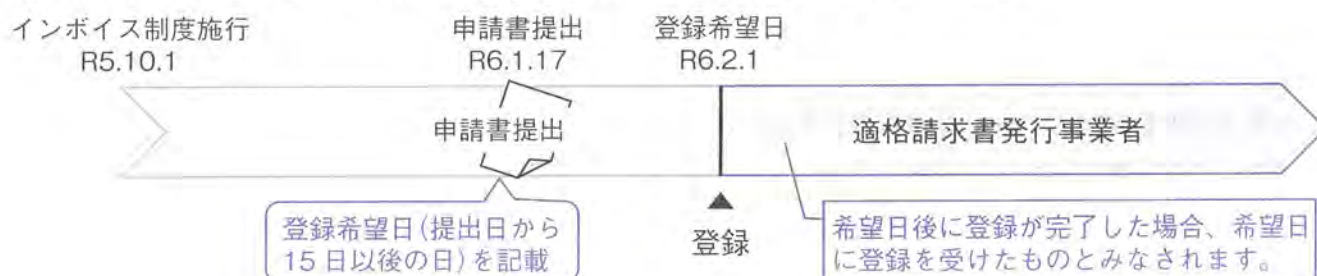 インボイス制度施行
R5.10.1
申請書提出
R6.1.17
登録希望日
R6.2.1
申請書提出
適格請求書発行事業者
登録希望日(提出日から
15日以後の日)を記載
登録
希望日後に登録が完了した場合、希望日
に登録を受けたものとみなされます。